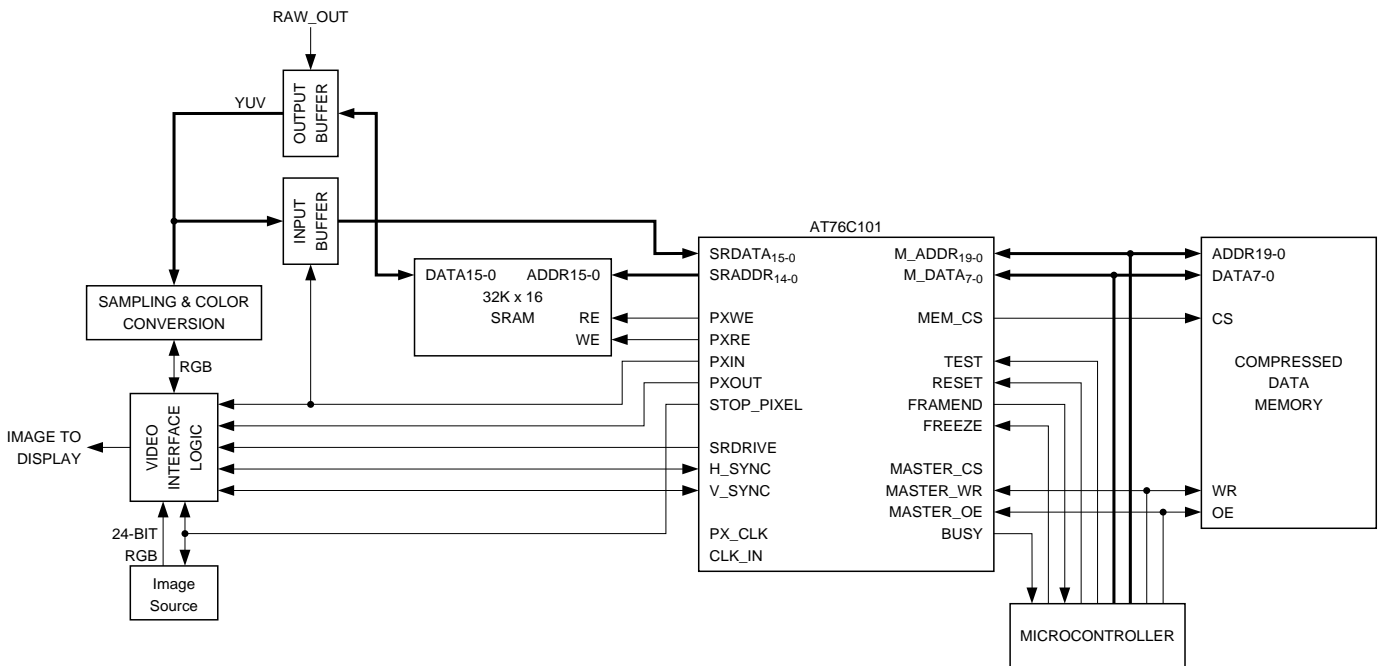 RAW_OUT
YUV
OUTPUT
BUFFER
INPUT
BUFFER
SAMPLING & COLOR
CONVERSION
RGB
IMAGE TO
DISPLAY
VIDEO
INTERFACE
LOGIC
24-BIT
RGB
Image
Source
DATA15-0
ADDR15-0
32K x 16
SRAM
RE
WE
AT76C101
SRDATA15-0
SRADDR14-0
PXWE
PXRE
PXIN
PXOUT
STOP_PIXEL
SRDRIVE
H_SYNC
V_SYNC
PX_CLK
CLK_IN
M_ADDR19-0
M_DATA7-0
MEM_CS
TEST
RESET
FRAMEND
FREEZE
MASTER_CS
MASTER_WR
MASTER_OE
BUSY
ADDR19-0
DATA7-0
CS
COMPRESSED
DATA
MEMORY
WR
OE
MICROCONTROLLER